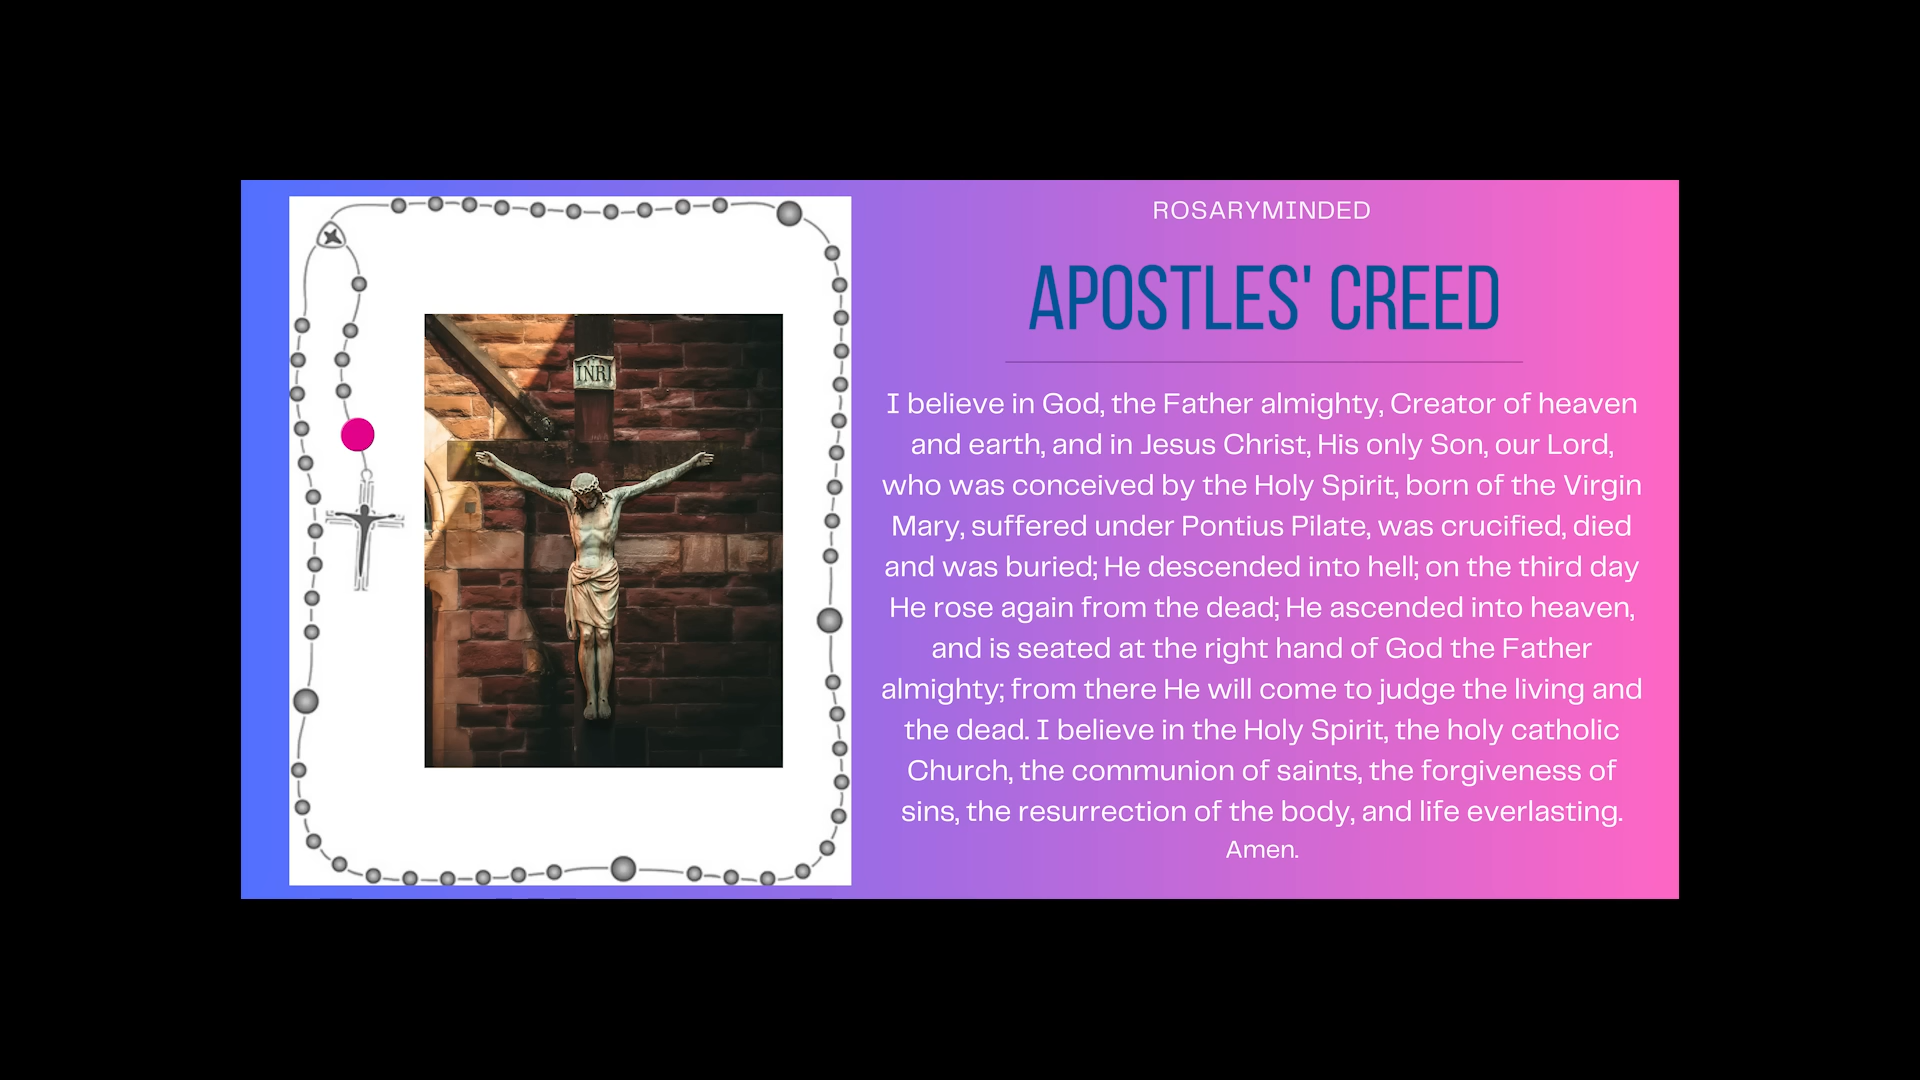 ROSARYMINDED
APOSTLES' CREED
INRI
I believe in God, the Father almighty, Creator of heaven
and earth, and in Jesus Christ, His only Son, our Lord,
who was conceived by the Holy Spirit, born of the Virgin
Mary, suffered under Pontius Pilate, was crucified, died
and was buried; He descended into hell; on the third day
He rose again from the dead; He ascended into heaven,
and is seated at the right hand of God the Father
almighty; from there He will come to judge the living and
the dead. I believe in the Holy Spirit, the holy catholic
Church, the communion of saints, the forgiveness of
sins, the resurrection of the body, and life everlasting.
Amen.